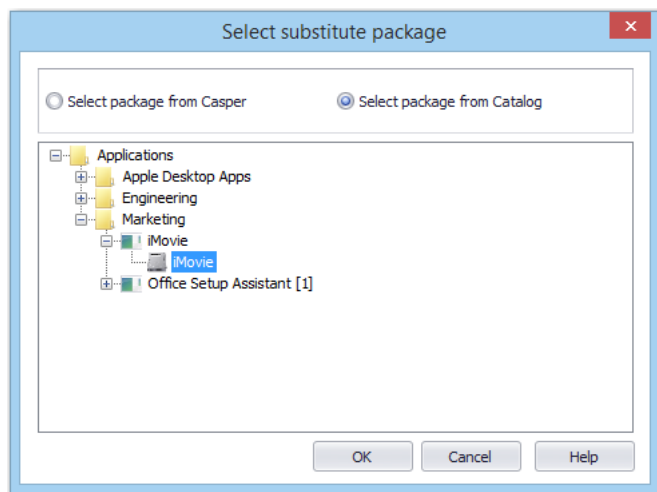 Select substitute package
Select package from Casper Select package from Catalog
Applications
Apple Desktop Apps
Engineering
Marketing
iMovie
iMovie
Office Setup Assistant [1]
OK Cancel Help